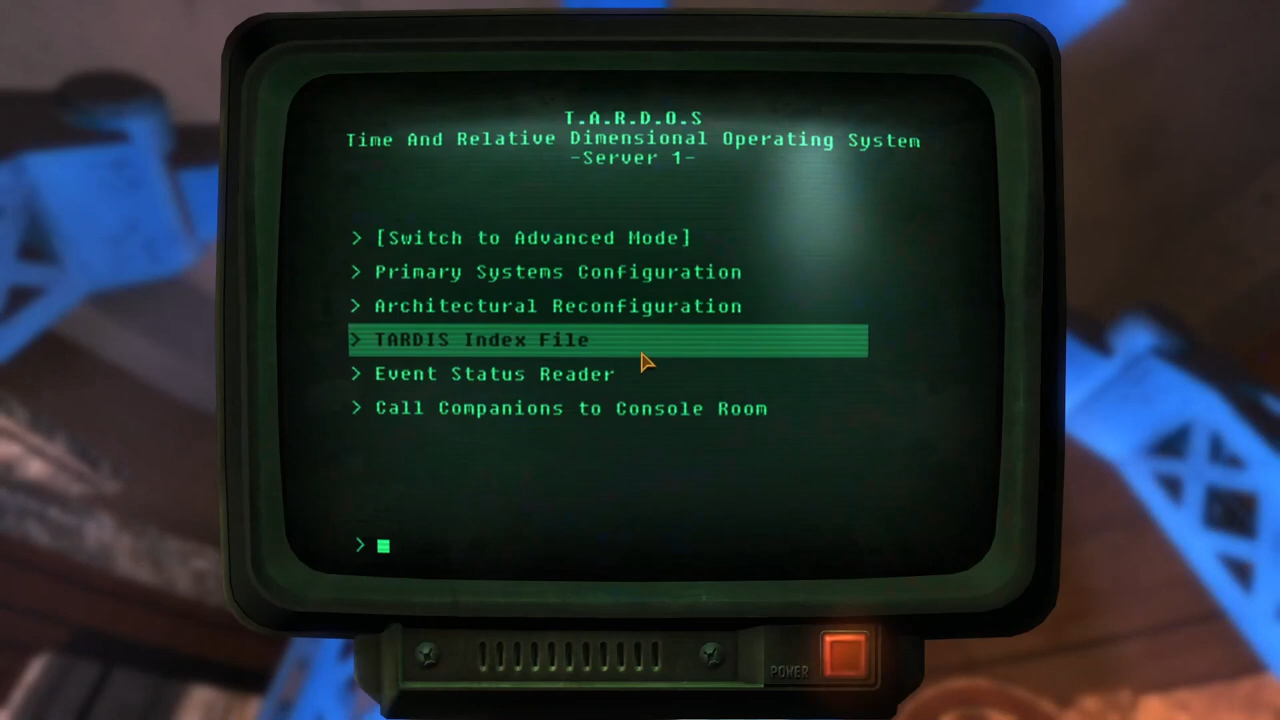 T.A.R.D.O.S
Time And Relative Dimensional Operating System
-Server 1-
> [Switch to Advanced Mode]
> Primary Systems Configuration
> Architectural Reconfiguration
> TARDIS Index File
> Event Status Reader
> Call Companions to Console Room
>
POWER